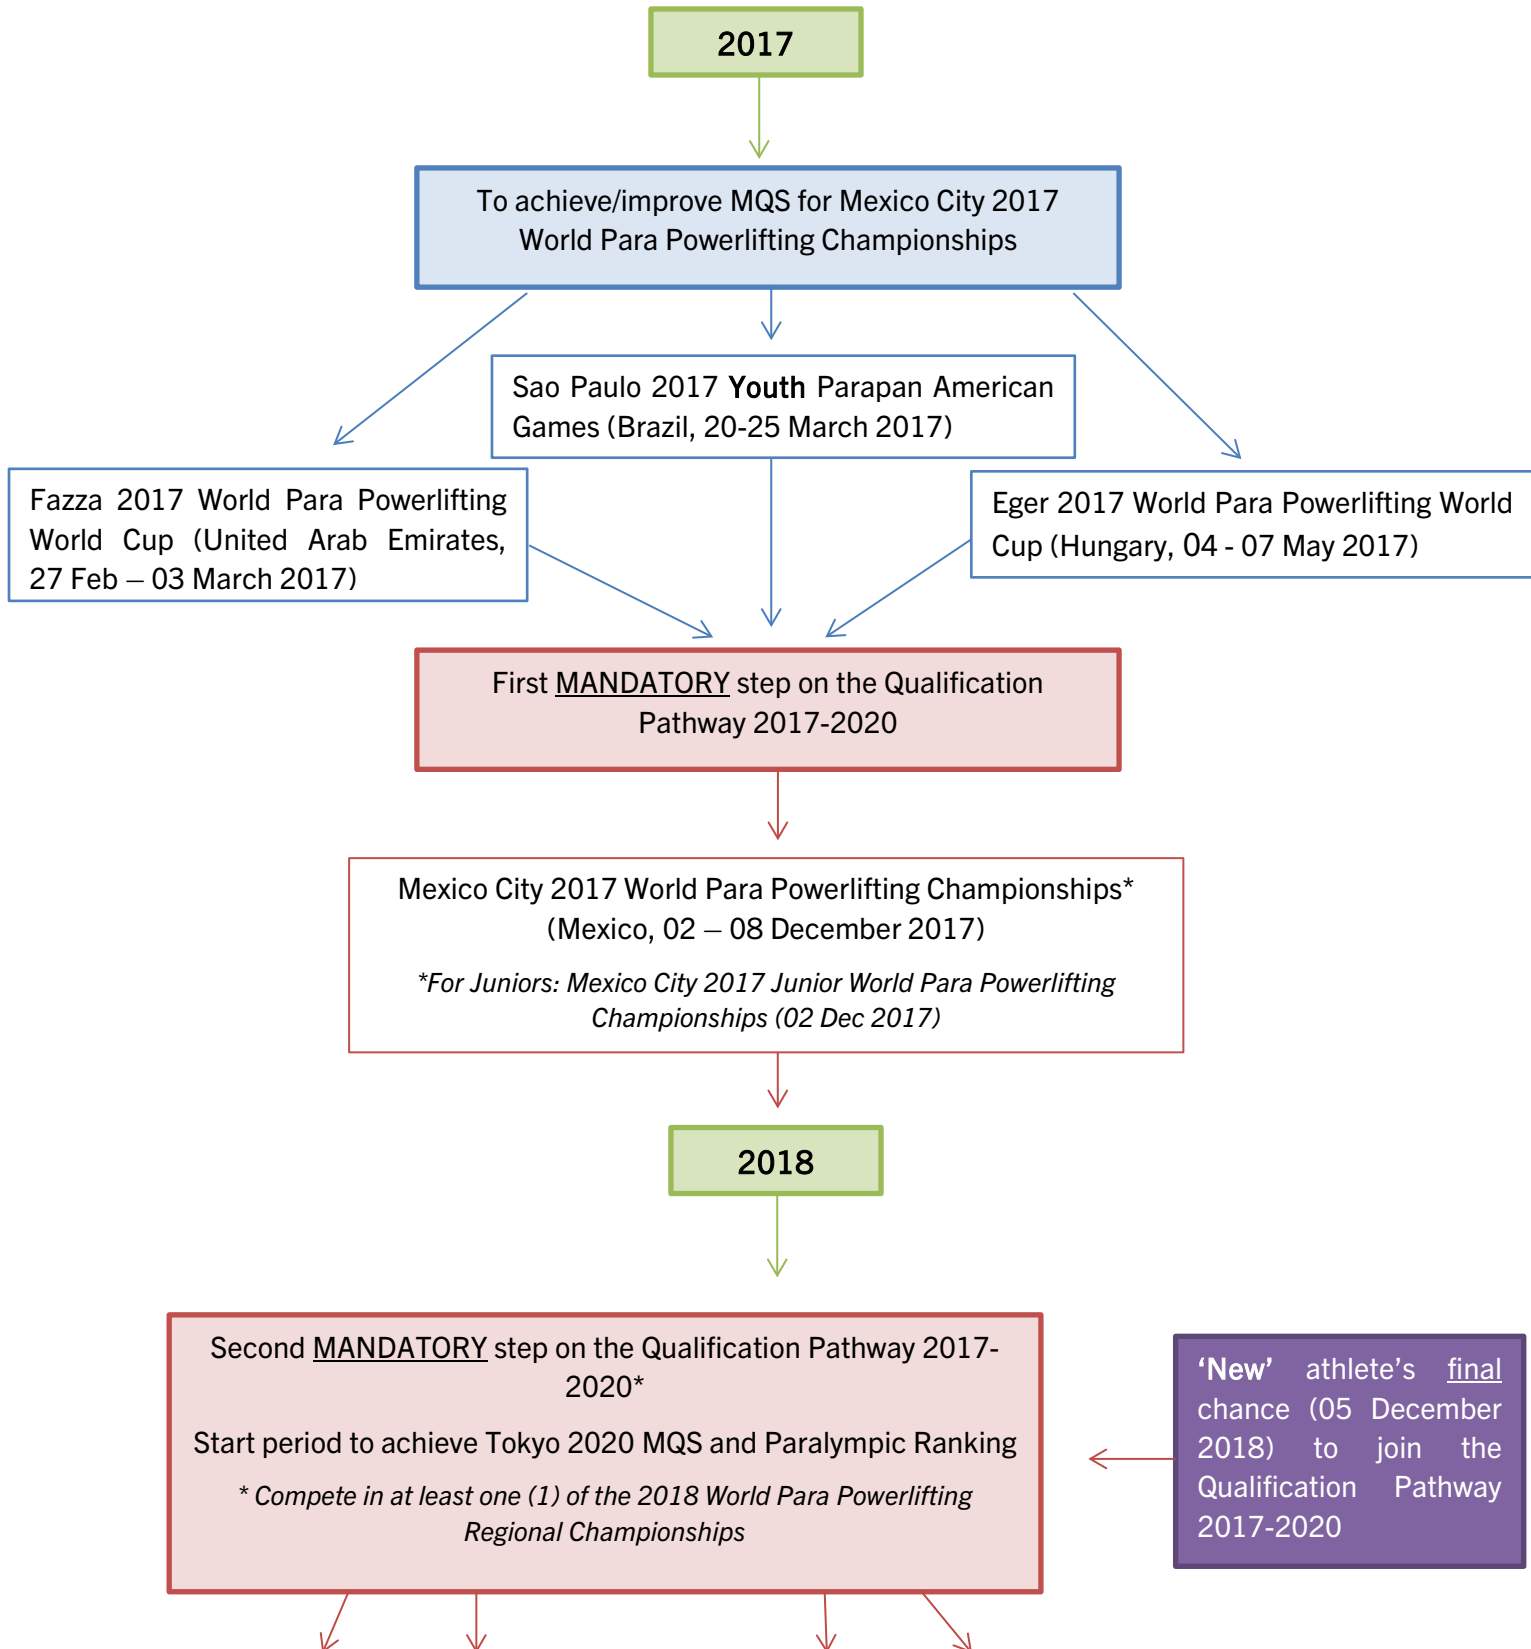 2017
To achieve/improve MQS for Mexico City 2017
World Para Powerlifting Championships
Sao Paulo 2017 Youth Parapan American
Games (Brazil, 20-25 March 2017)
Fazza 2017 World Para Powerlifting
World Cup (United Arab Emirates,
27 Feb – 03 March 2017)
Eger 2017 World Para Powerlifting World
Cup (Hungary, 04 - 07 May 2017)
First MANDATORY step on the Qualification
Pathway 2017-2020
Mexico City 2017 World Para Powerlifting Championships*
(Mexico, 02 – 08 December 2017)
*For Juniors: Mexico City 2017 Junior World Para Powerlifting
Championships (02 Dec 2017)
2018
Second MANDATORY step on the Qualification Pathway 2017-
2020*
Start period to achieve Tokyo 2020 MQS and Paralympic Ranking
* Compete in at least one (1) of the 2018 World Para Powerlifting
Regional Championships
‘New’ athlete’s final
chance (05 December
2018) to join the
Qualification Pathway
2017-2020